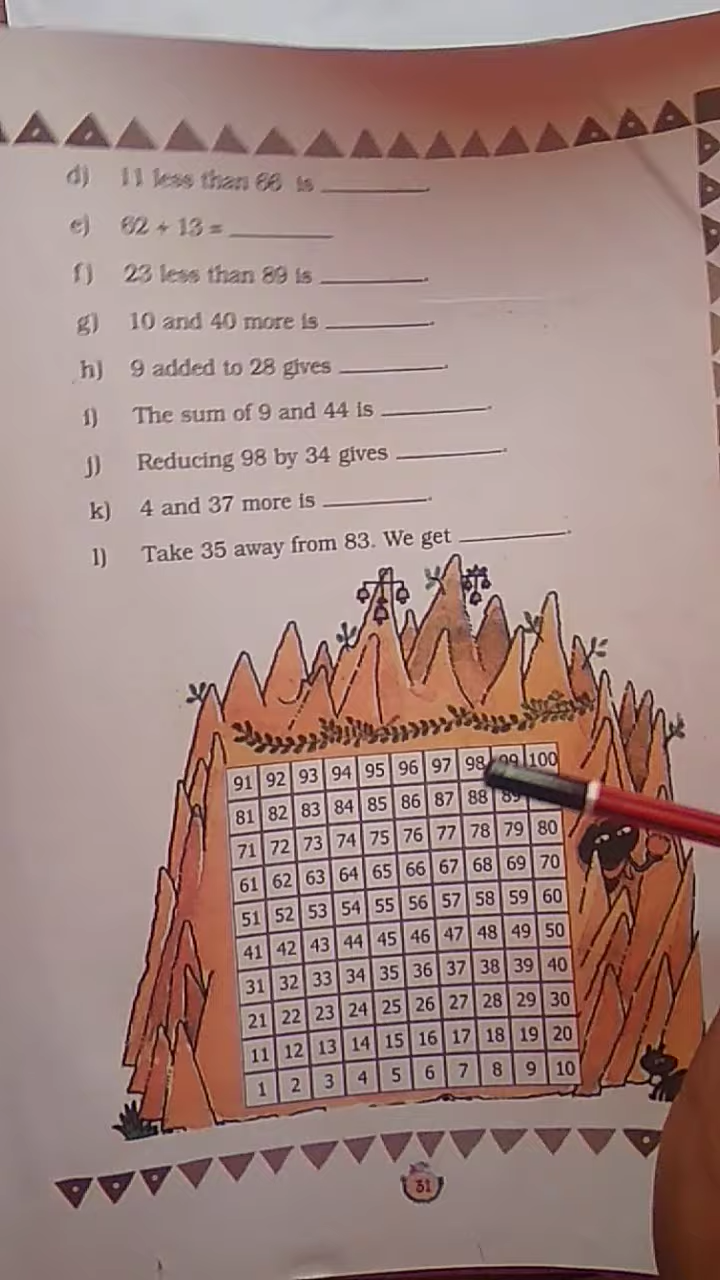 d) 11 less than 66 is ________.
e) 62 + 13 = ________
f) 23 less than 89 is ________.
g) 10 and 40 more is ________.
h) 9 added to 28 gives ________.
i) The sum of 9 and 44 is ________.
j) Reducing 98 by 34 gives ________.
k) 4 and 37 more is ________.
l) Take 35 away from 83. We get ________.
91 92 93 94 95 96 97 98 99 100
81 82 83 84 85 86 87 88 89
71 72 73 74 75 76 77 78 79 80
61 62 63 64 65 66 67 68 69 70
51 52 53 54 55 56 57 58 59 60
41 42 43 44 45 46 47 48 49 50
31 32 33 34 35 36 37 38 39 40
21 22 23 24 25 26 27 28 29 30
11 12 13 14 15 16 17 18 19 20
1 2 3 4 5 6 7 8 9 10
31